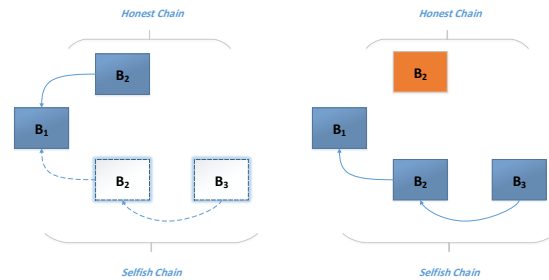 Honest Chain
Honest Chain
B₂
B₂
B₁
B₁
B₂
B₃
B₂
B₃
Selfish Chain
Selfish Chain